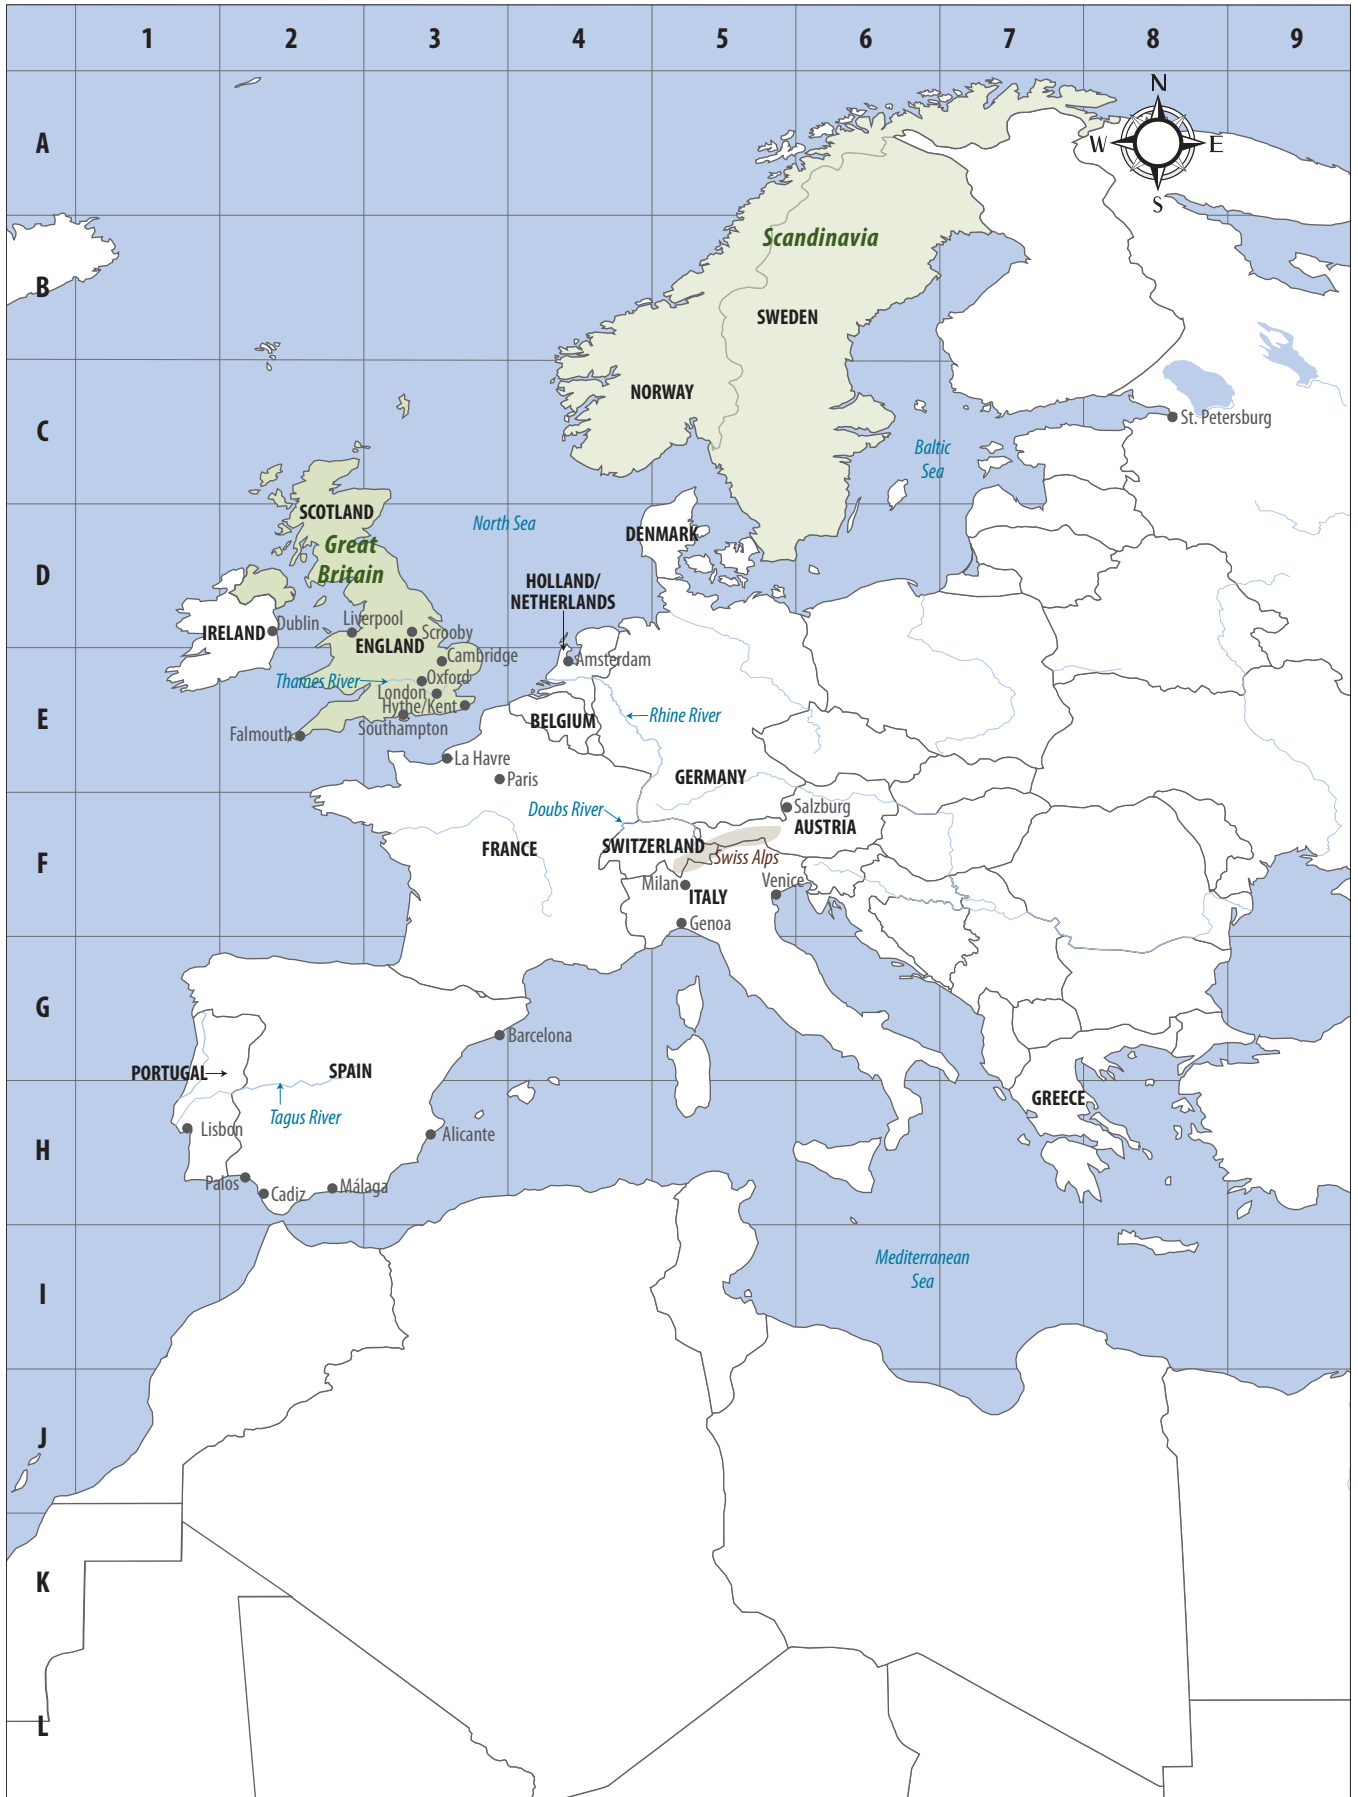 1 2 3 4 5 6 7 8 9
N
A
W E
S
Scandinavia
B
SWEDEN
NORWAY
St. Petersburg
C
Baltic
Sea
SCOTLAND
North Sea
DENMARK
Great
Britain
D
HOLLAND/
NETHERLANDS
Dublin
Liverpool
IRELAND
Scrooby
ENGLAND
Cambridge
Amsterdam
Thames River
Oxford
London
Hythe/Kent
E
BELGIUM
Rhine River
Southampton
Falmouth
La Havre
Paris
GERMANY
Doubs River
Salzburg
AUSTRIA
FRANCE
SWITZERLAND
Swiss Alps
F
Milan
Venice
ITALY
Genoa
G
Barcelona
PORTUGAL
SPAIN
GREECE
Tagus River
Lisbon
Alicante
H
Palos
Cadiz
Málaga
Mediterranean
Sea
I
J
K
L